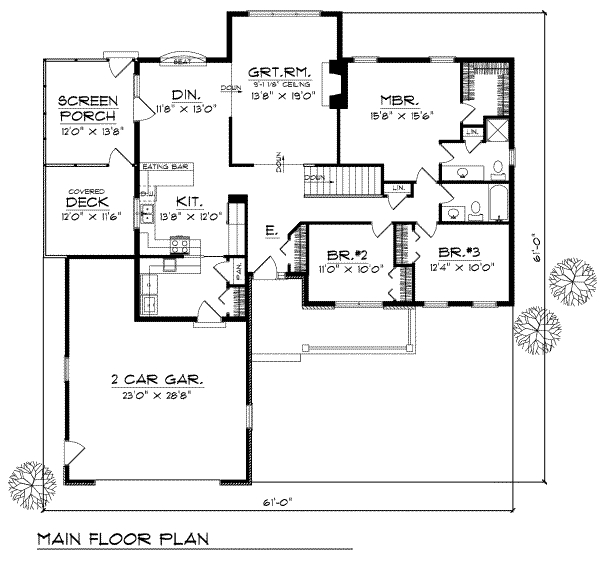 SEAT
GRT. RM.
9'-1 1/8" CEILING
13'8" X 19'0"
DOWN
SCREEN
PORCH
12'0" X 13'8"
DIN.
11'8" X 13'0"
MBR.
15'8" X 15'6"
LIN.
EATING BAR
COVERED
DECK
12'0" X 11'6"
KIT.
13'8" X 12'0"
DOWN
DOWN
LIN.
E.
PAN.
BR. #2
11'0" X 10'0"
BR. #3
12'4" X 10'0"
61'-0"
2 CAR GAR.
23'0" X 28'8"
61'-0"
MAIN FLOOR PLAN